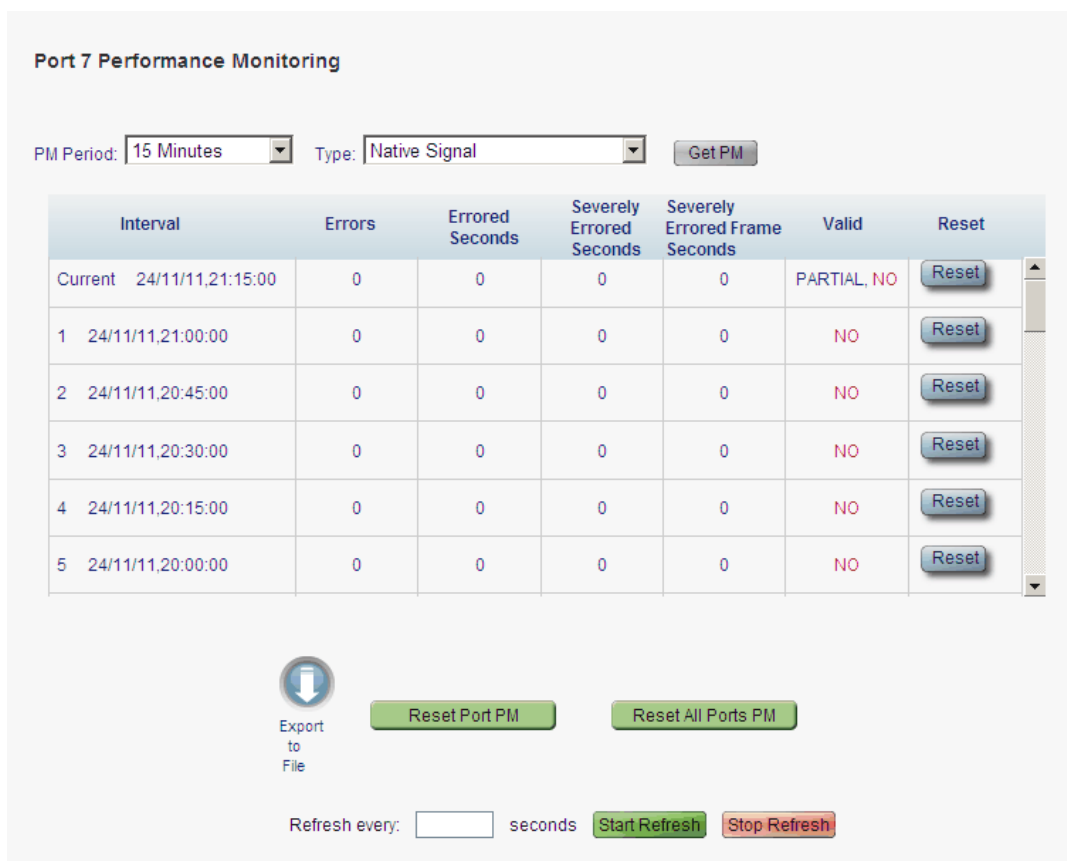 Port 7 Performance Monitoring
PM Period: 15 Minutes Type: Native Signal Get PM
Interval Errors Errored Seconds Severely Errored Seconds Severely Errored Frame Seconds Valid Reset
Current 24/11/11,21:15:00 0 0 0 0 PARTIAL, NO Reset
1 24/11/11,21:00:00 0 0 0 0 NO Reset
2 24/11/11,20:45:00 0 0 0 0 NO Reset
3 24/11/11,20:30:00 0 0 0 0 NO Reset
4 24/11/11,20:15:00 0 0 0 0 NO Reset
5 24/11/11,20:00:00 0 0 0 0 NO Reset
Export to File
Reset Port PM Reset All Ports PM
Refresh every: seconds Start Refresh Stop Refresh